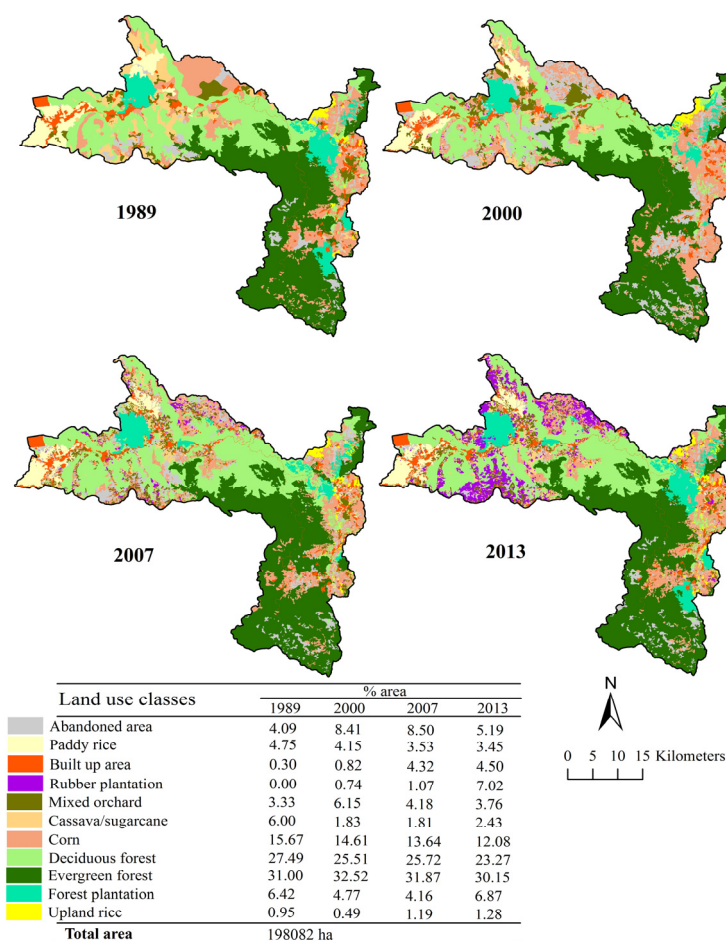 1989
2000
2007
2013
Land use classes
% area
1989 2000 2007 2013
Abandoned area 4.09 8.41 8.50 5.19
Paddy rice 4.75 4.15 3.53 3.45
Built up area 0.30 0.82 4.32 4.50
Rubber plantation 0.00 0.74 1.07 7.02
Mixed orchard 3.33 6.15 4.18 3.76
Cassava/sugarcane 6.00 1.83 1.81 2.43
Corn 15.67 14.61 13.64 12.08
Deciduous forest 27.49 25.51 25.72 23.27
Evergreen forest 31.00 32.52 31.87 30.15
Forest plantation 6.42 4.77 4.16 6.87
Upland rice 0.95 0.49 1.19 1.28
Total area 198082 ha
N
0 5 10 15 Kilometers